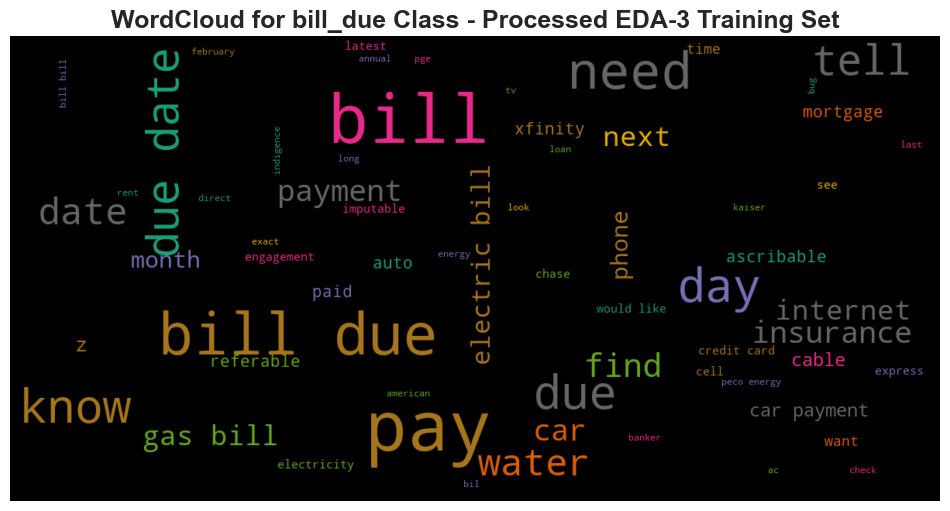 WordCloud for bill_due Class - Processed EDA-3 Training Set
latest
february
annual
pge
time
tell
need
bill bill
due date
bug
tv
bill
mortgage
xfinity
next
last
indigence
loan
long
payment
electric bill
see
rent
direct
date
imputable
look
kaiser
phone
exact
engagement
month
energy
auto
ascribable
chase
day
paid
would like
internet
insurance
bill due
z
referable
find
credit card
cable
cell
peco energy
express
due
american
know
pay
car payment
gas bill
car
banker
want
water
electricity
ac
check
bil